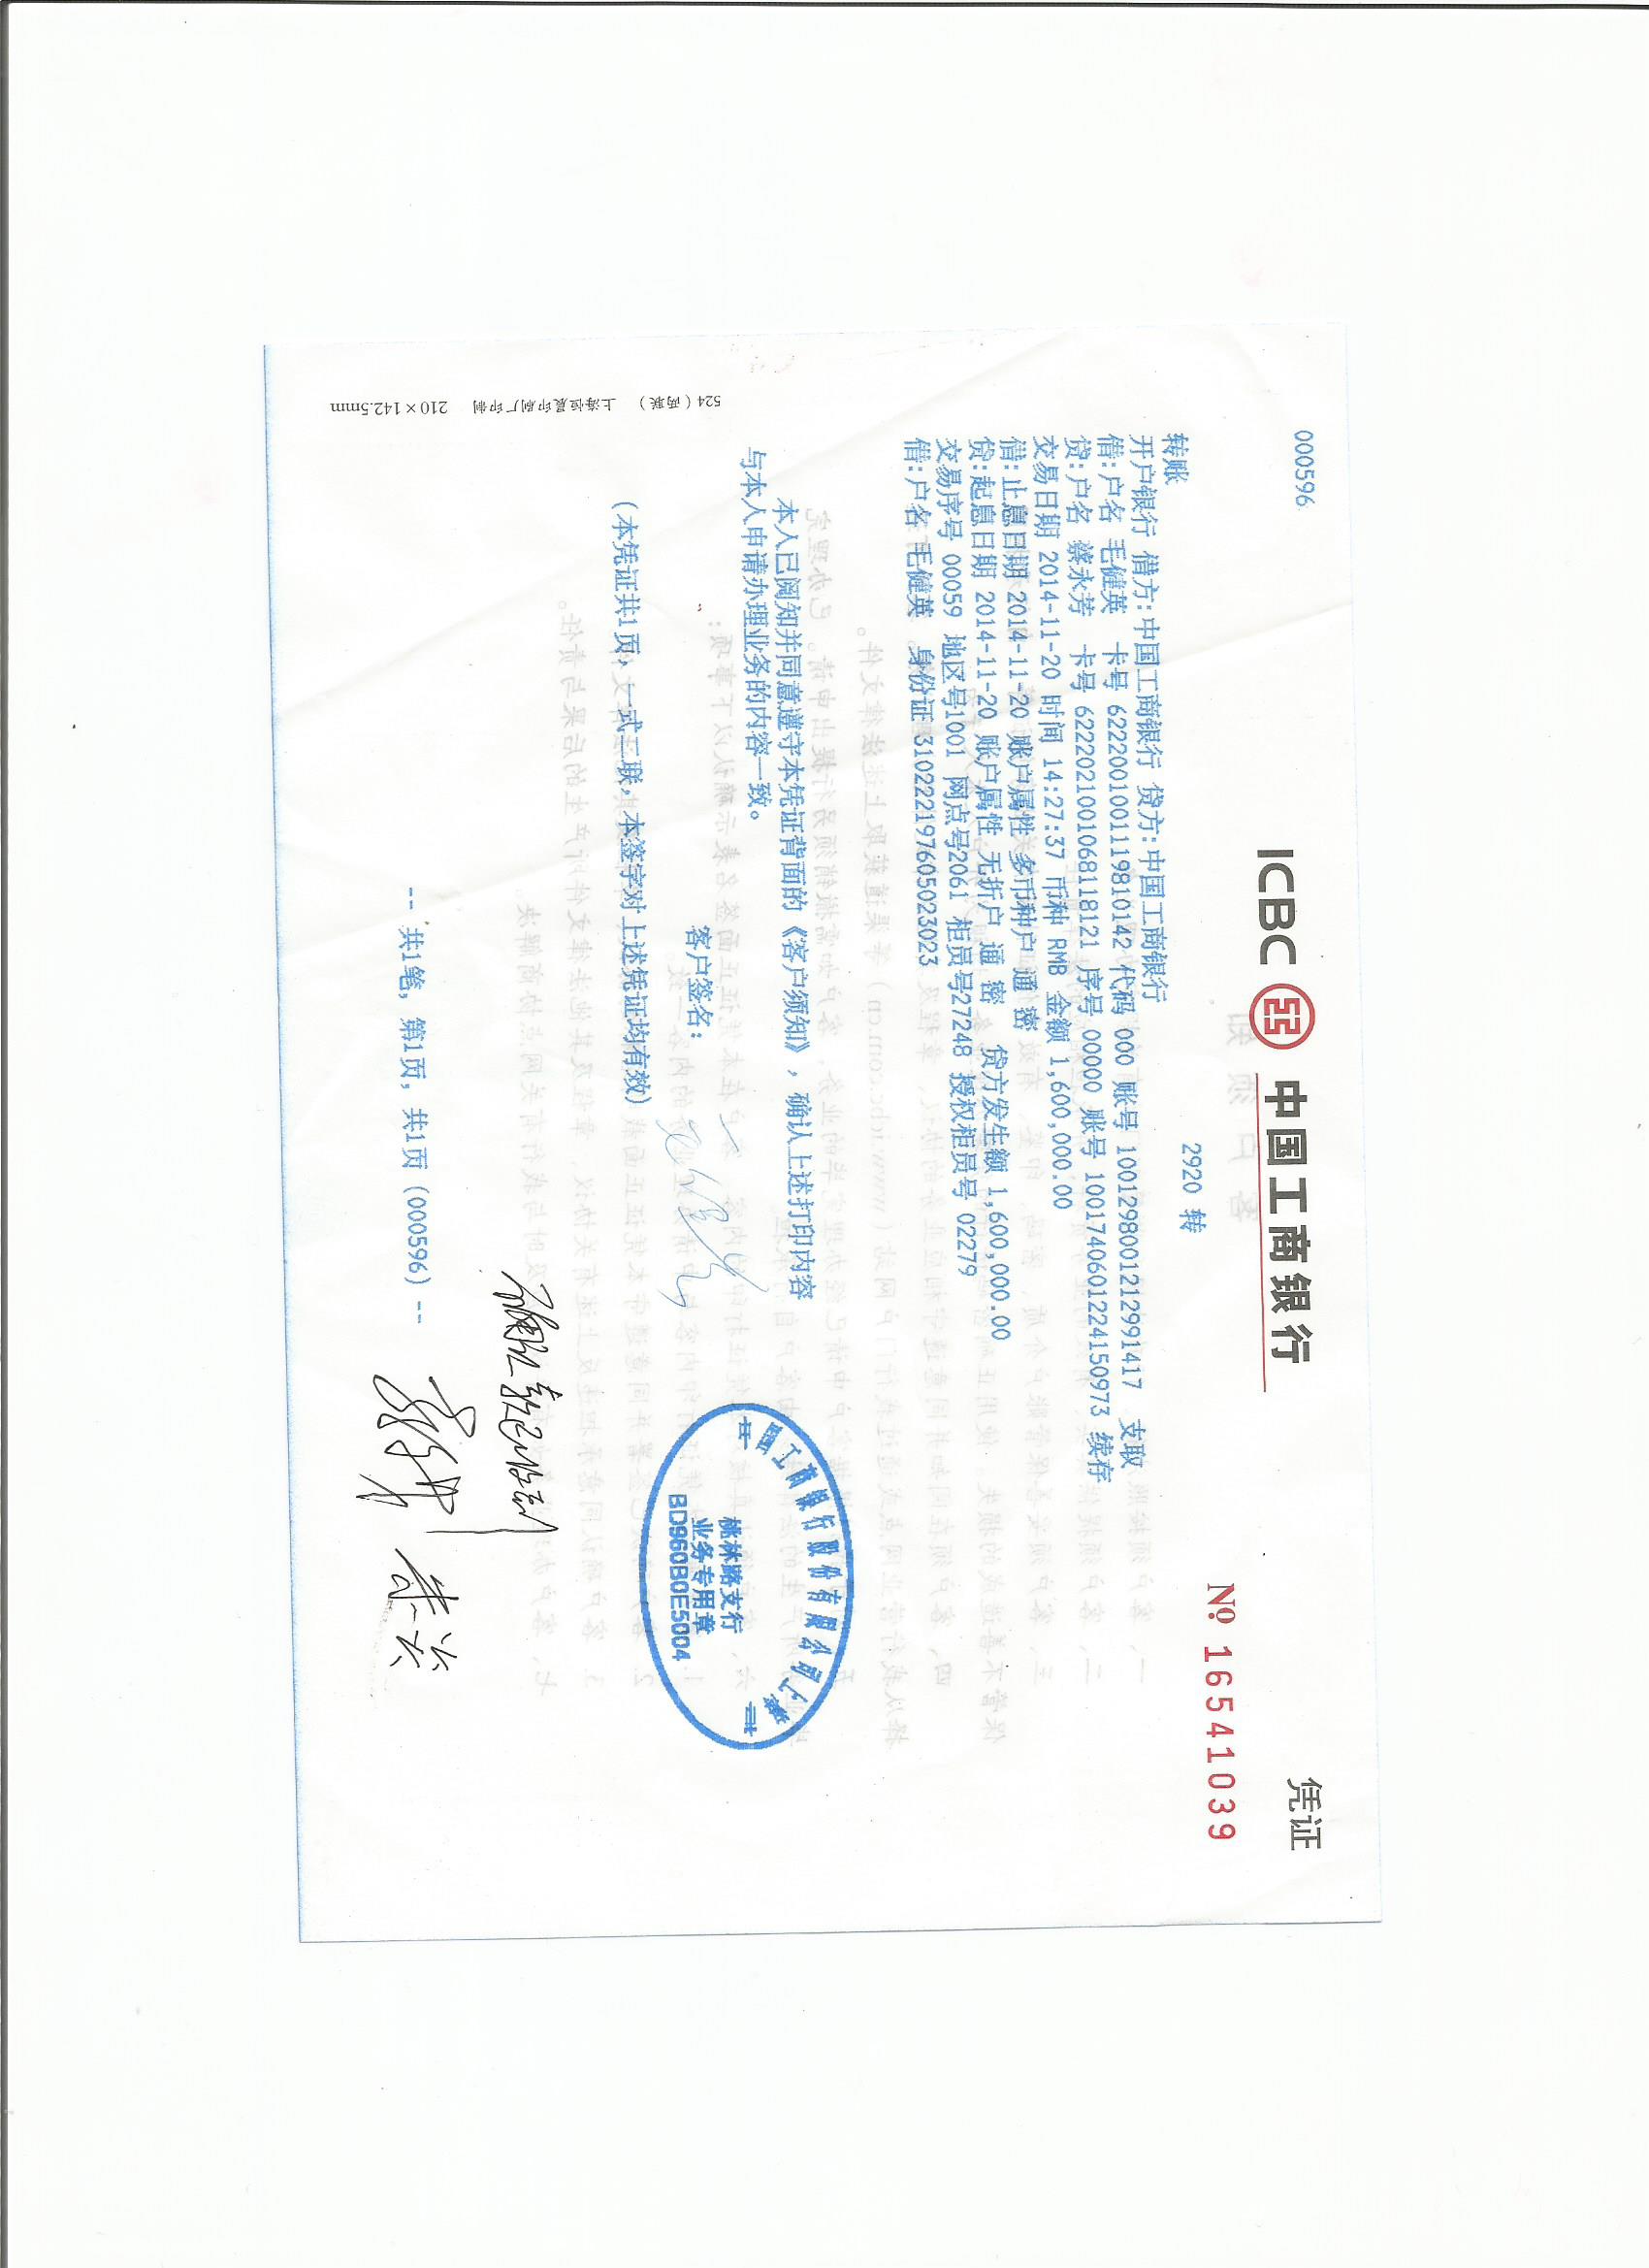 000596
ICBC 中国工商银行
凭证
2920 转
№ 16541039
转账
开户银行 借方:中国工商银行 贷方:中国工商银行
借:户名 毛健英 卡号 6222001001119810142 代码 000 账号 1001298001212991417 支取
贷:户名 蔡永芳 卡号 6222021001068118121 序号 00000 账号 1001740601224150973 续存
交易日期 2014-11-20 时间 14:27:37 币种 RMB 金额 1,600,000.00
借:止息日期 2014-11-20 账户属性 多币种户 通 密
贷:起息日期 2014-11-20 账户属性 无折户 通 密 贷方发生额 1,600,000.00
交易序号 00059 地区号1001 网点号2061 柜员号27248 授权柜员号 02279
借:户名 毛健英 身份证 310222197605023023
本人已阅知并同意遵守本凭证背面的《客户须知》，确认上述打印内容
与本人申请办理业务的内容一致。
客户签名:
(本凭证共1页, 一式二联, 本签字对上述凭证均有效)
中国工商银行股份有限公司上海市
桃林路支行
业务专用章
BD960B0E5004
-- 共1笔, 第1页, 共1页 (000596) --
524 (两联) 上海恒晨印刷厂印制 210×142.5mm